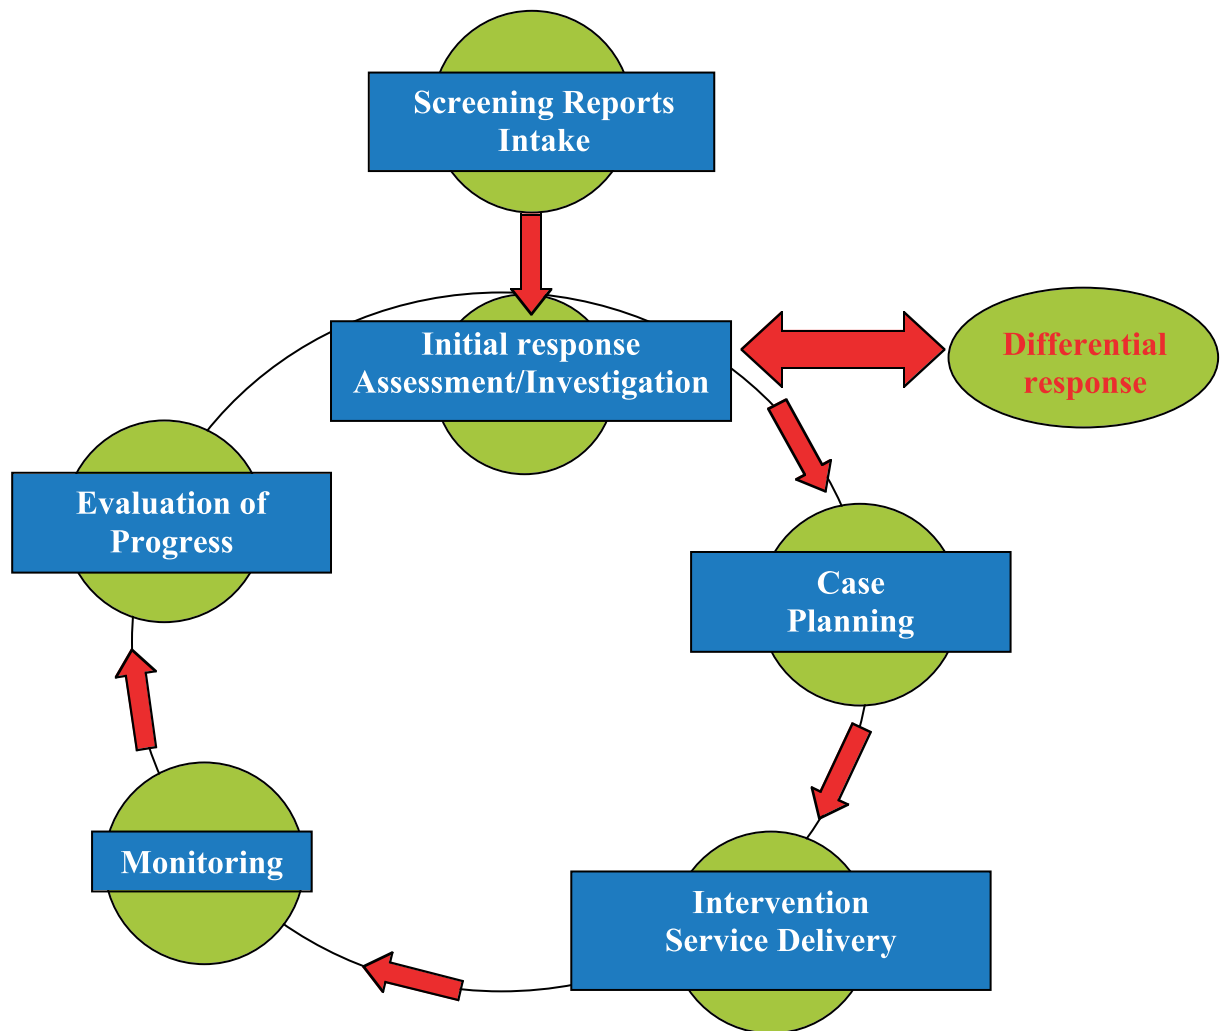 Screening Reports
Intake
Initial response
Assessment/Investigation
Differential
response
Evaluation of
Progress
Case
Planning
Monitoring
Intervention
Service Delivery